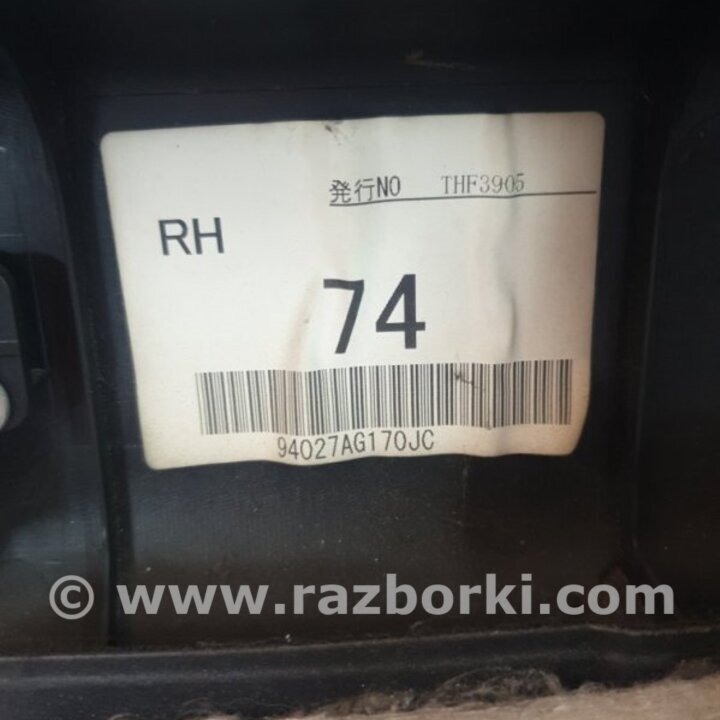 発行NO THF3905
RH
74
94027AG170JC
© www.razborki.com